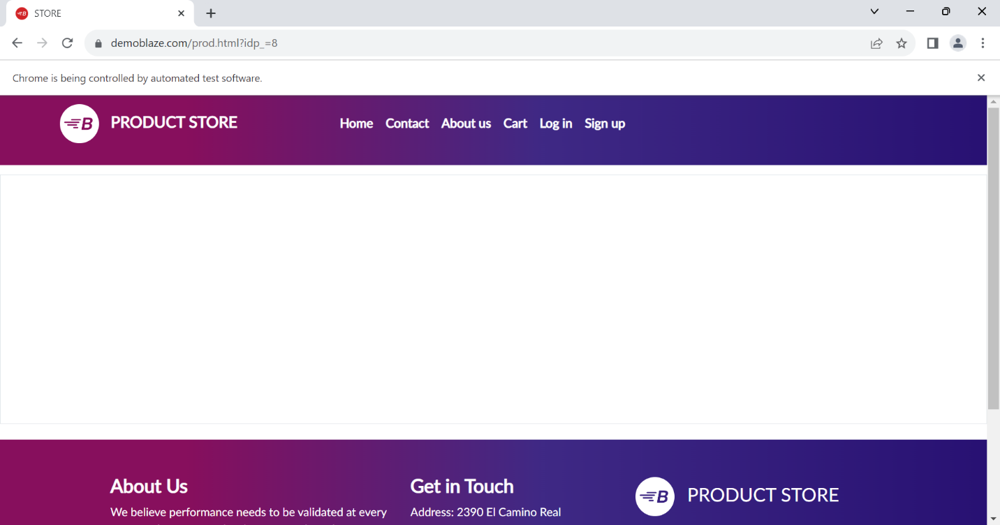 STORE
demoblaze.com/prod.html?idp_=8
Chrome is being controlled by automated test software.
B PRODUCT STORE Home Contact About us Cart Log in Sign up
About Us Get in Touch B PRODUCT STORE
We believe performance needs to be validated at every Address: 2390 El Camino Real